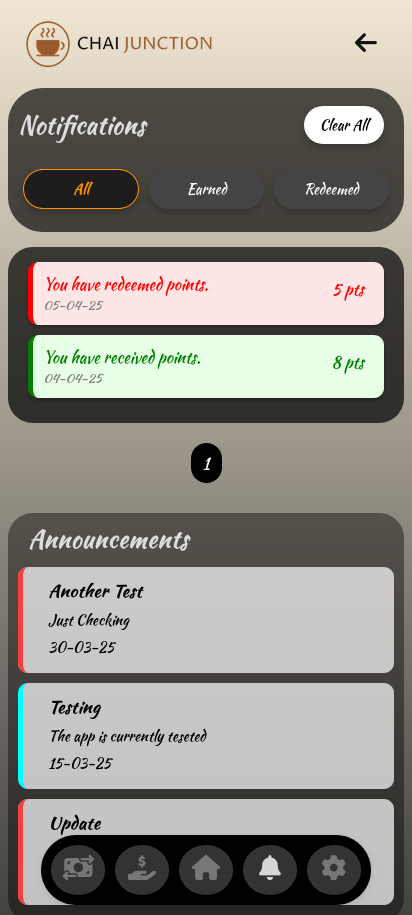 CHAI JUNCTION
Notifications
Clear All
All
Earned
Redeemed
You have redeemed points.
5 pts
05-04-25
You have received points.
8 pts
04-04-25
1
Announcements
Another Test
Just Checking
30-03-25
Testing
The app is currently teseted
15-03-25
Update
$